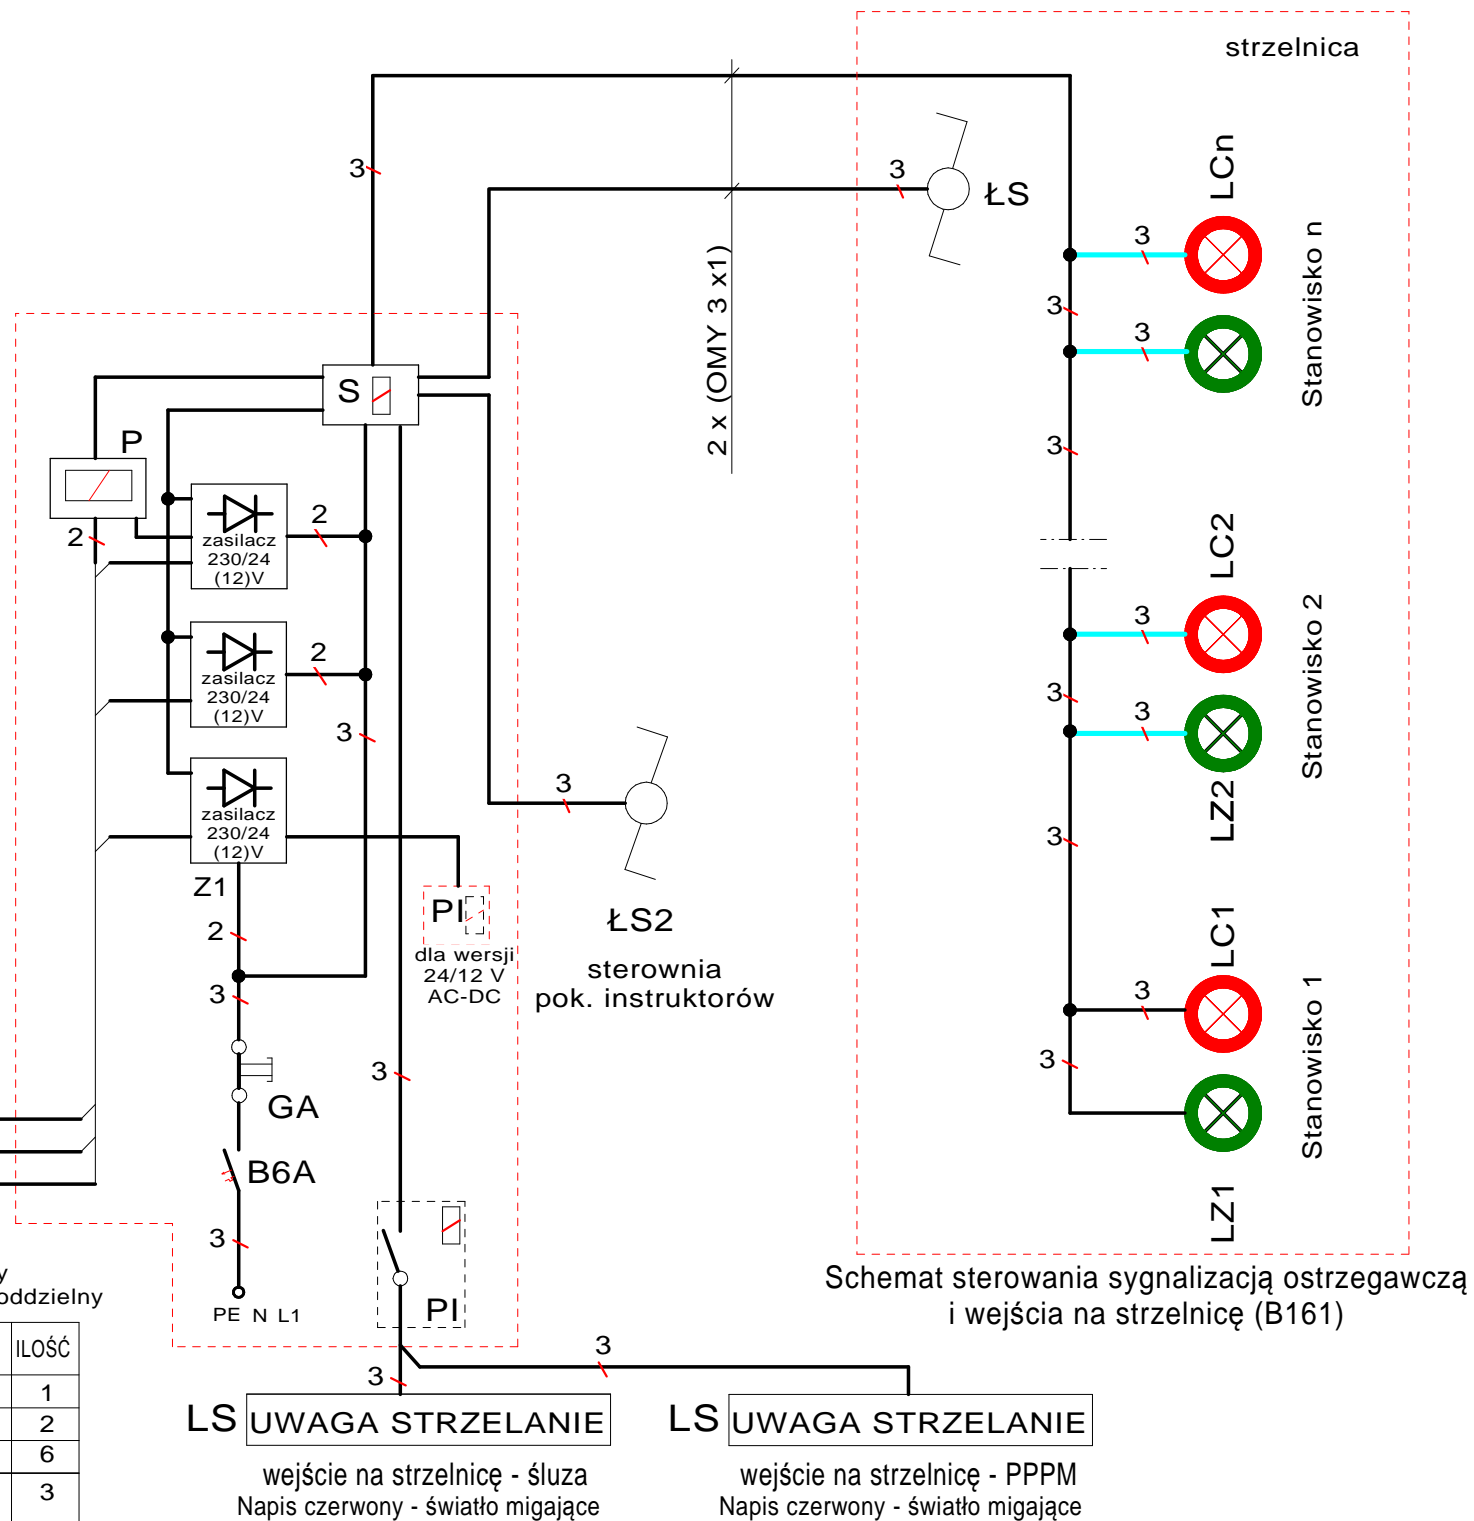 strzelnica
3
3
ŁS
LCn
3
3
3
Stanowisko n
2 x (OMY 3 x1)
S
P
2
zasilacz
230/24
(12)V
2
3
LC2
3
3
3
Stanowisko 2
LZ2
zasilacz
230/24
(12)V
2
3
zasilacz
230/24
(12)V
Z1
3
ŁS2
sterownia
pok. instruktorów
PI
dla wersji
24/12 V
AC-DC
2
3
3
LC1
3
3
Stanowisko 1
LZ1
GA
3
B6A
3
PE N L1
PI
Schemat sterowania sygnalizacją ostrzegawczą
i wejścia na strzelnicę (B161)
y
oddzielny
ILOŚĆ
1
2
6
3
3
3
LS
UWAGA STRZELANIE
wejście na strzelnicę - śluza
Napis czerwony - światło migające
LS
UWAGA STRZELANIE
wejście na strzelnicę - PPPM
Napis czerwony - światło migające